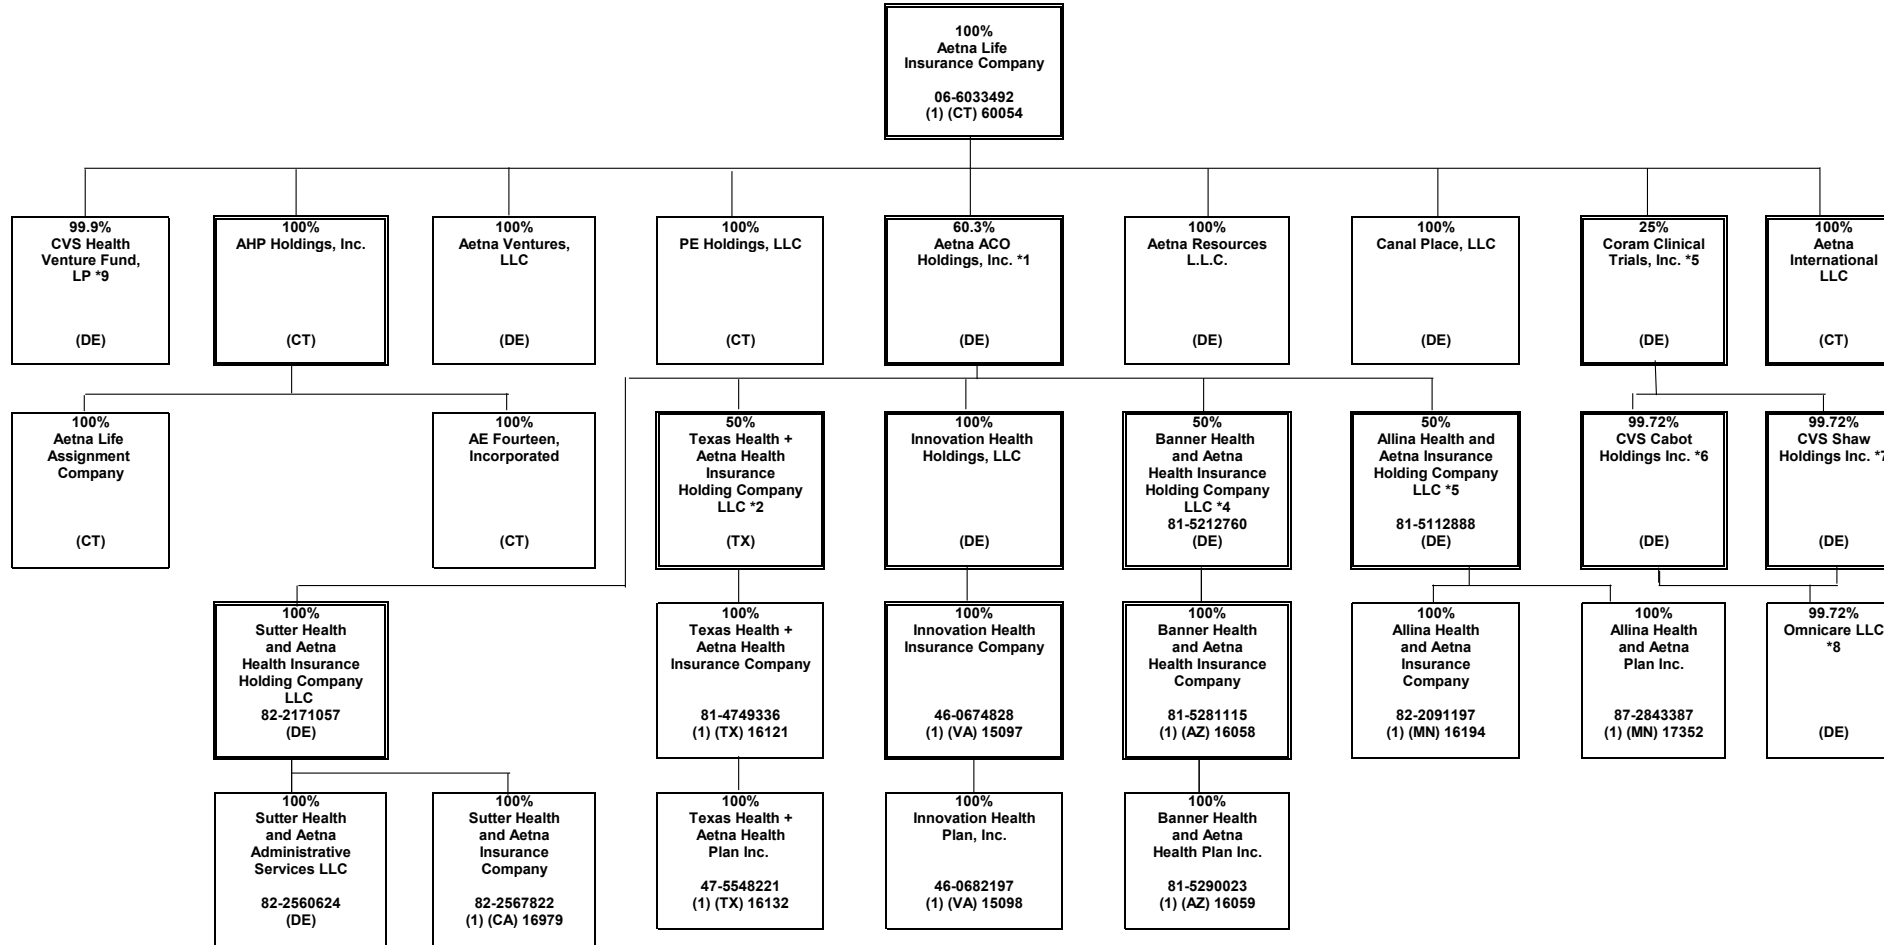 100%
Aetna Life
Insurance Company
06-6033492
(1) (CT) 60054
99.9%
CVS Health
Venture Fund,
LP *9
(DE)
100%
AHP Holdings, Inc.
(CT)
100%
Aetna Ventures,
LLC
(DE)
100%
PE Holdings, LLC
(CT)
60.3%
Aetna ACO
Holdings, Inc. *1
(DE)
100%
Aetna Resources
L.L.C.
(DE)
100%
Canal Place, LLC
(DE)
25%
Coram Clinical
Trials, Inc. *5
(DE)
100%
Aetna
International
LLC
(CT)
100%
Aetna Life
Assignment
Company
(CT)
100%
AE Fourteen,
Incorporated
(CT)
50%
Texas Health +
Aetna Health
Insurance
Holding Company
LLC *2
(TX)
100%
Innovation Health
Holdings, LLC
(DE)
50%
Banner Health
and Aetna
Health Insurance
Holding Company
LLC *4
81-5212760
(DE)
50%
Allina Health and
Aetna Insurance
Holding Company
LLC *5
81-5112888
(DE)
99.72%
CVS Cabot
Holdings Inc. *6
(DE)
99.72%
CVS Shaw
Holdings Inc. *7
(DE)
100%
Sutter Health
and Aetna
Health Insurance
Holding Company
LLC
82-2171057
(DE)
100%
Texas Health +
Aetna Health
Insurance Company
81-4749336
(1) (TX) 16121
100%
Innovation Health
Insurance Company
46-0674828
(1) (VA) 15097
100%
Banner Health
and Aetna
Health Insurance
Company
81-5281115
(1) (AZ) 16058
100%
Allina Health
and Aetna
Insurance
Company
82-2091197
(1) (MN) 16194
100%
Allina Health
and Aetna
Plan Inc.
87-2843387
(1) (MN) 17352
99.72%
Omnicare LLC
*8
(DE)
100%
Sutter Health
and Aetna
Administrative
Services LLC
82-2560624
(DE)
100%
Sutter Health
and Aetna
Insurance
Company
82-2567822
(1) (CA) 16979
100%
Texas Health +
Aetna Health
Plan Inc.
47-5548221
(1) (TX) 16132
100%
Innovation Health
Plan, Inc.
46-0682197
(1) (VA) 15098
100%
Banner Health
and Aetna
Health Plan Inc.
81-5290023
(1) (AZ) 16059